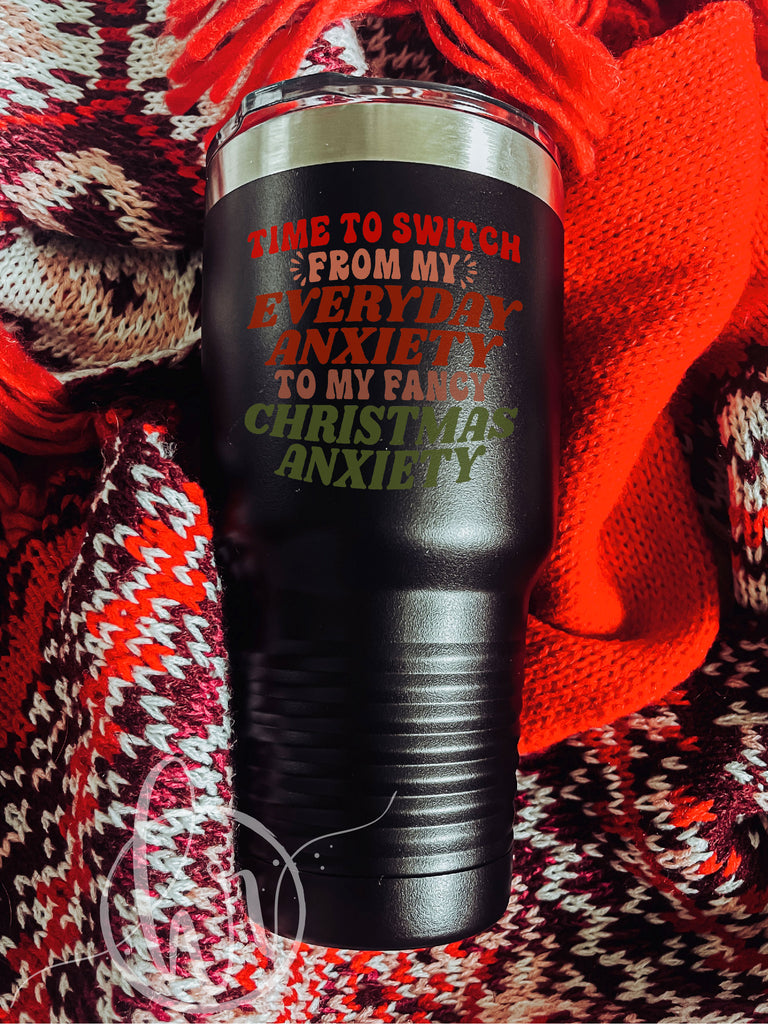 TIME TO SWITCH
FROM MY
EVERYDAY
ANXIETY
TO MY FANCY
CHRISTMAS
ANXIETY